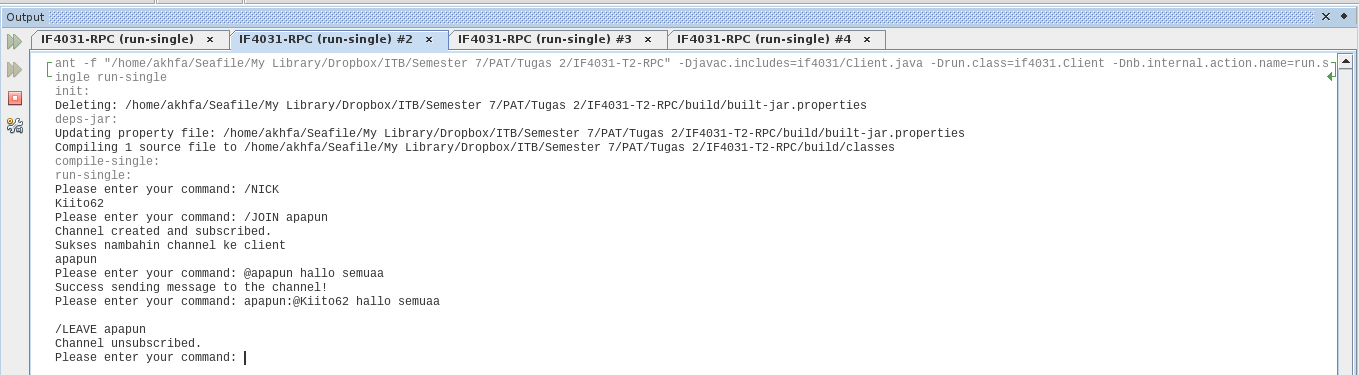 Output
IF4031-RPC (run-single) × IF4031-RPC (run-single) #2 × IF4031-RPC (run-single) #3 × IF4031-RPC (run-single) #4 ×
ant -f "/home/akhfa/Seafile/My Library/Dropbox/ITB/Semester 7/PAT/Tugas 2/IF4031-T2-RPC" -Djavac.includes=if4031/Client.java -Drun.class=if4031.Client -Dnb.internal.action.name=run.s
ingle run-single
init:
Deleting: /home/akhfa/Seafile/My Library/Dropbox/ITB/Semester 7/PAT/Tugas 2/IF4031-T2-RPC/build/built-jar.properties
deps-jar:
Updating property file: /home/akhfa/Seafile/My Library/Dropbox/ITB/Semester 7/PAT/Tugas 2/IF4031-T2-RPC/build/built-jar.properties
Compiling 1 source file to /home/akhfa/Seafile/My Library/Dropbox/ITB/Semester 7/PAT/Tugas 2/IF4031-T2-RPC/build/classes
compile-single:
run-single:
Please enter your command: /NICK
Kiito62
Please enter your command: /JOIN apapun
Channel created and subscribed.
Sukses nambahin channel ke client
apapun
Please enter your command: @apapun hallo semuaa
Success sending message to the channel!
Please enter your command: apapun:@Kiito62 hallo semuaa
/LEAVE apapun
Channel unsubscribed.
Please enter your command: